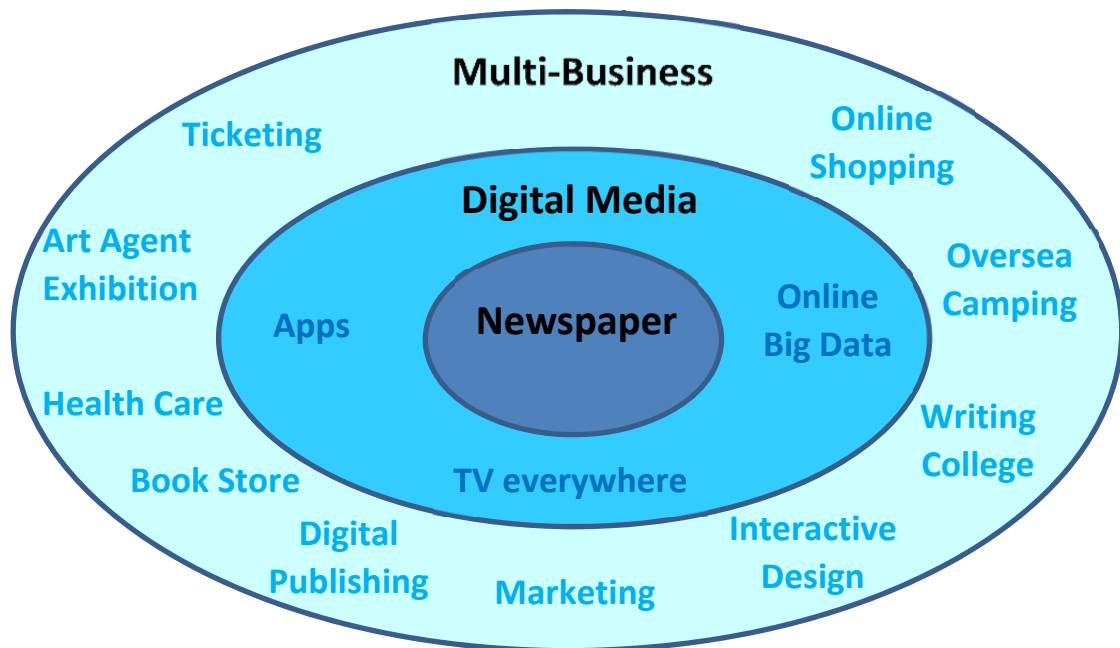 Multi-Business
Ticketing
Online
Shopping
Digital Media
Art Agent
Exhibition
Oversea
Camping
Apps
Newspaper
Online
Big Data
Health Care
Writing
College
Book Store
TV everywhere
Digital
Publishing
Marketing
Interactive
Design